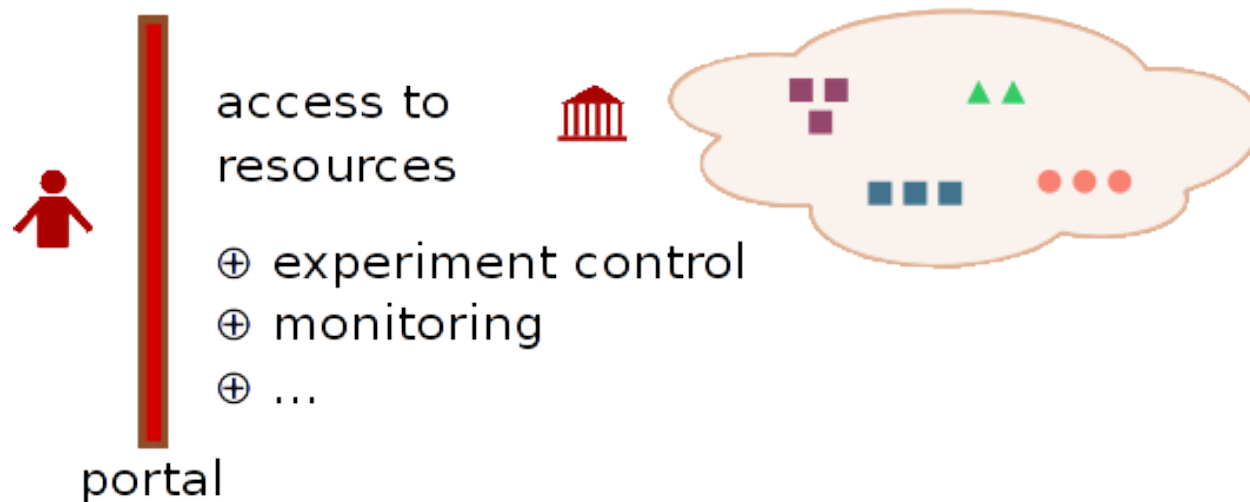 access to
resources
⊕ experiment control
⊕ monitoring
⊕ ...
portal